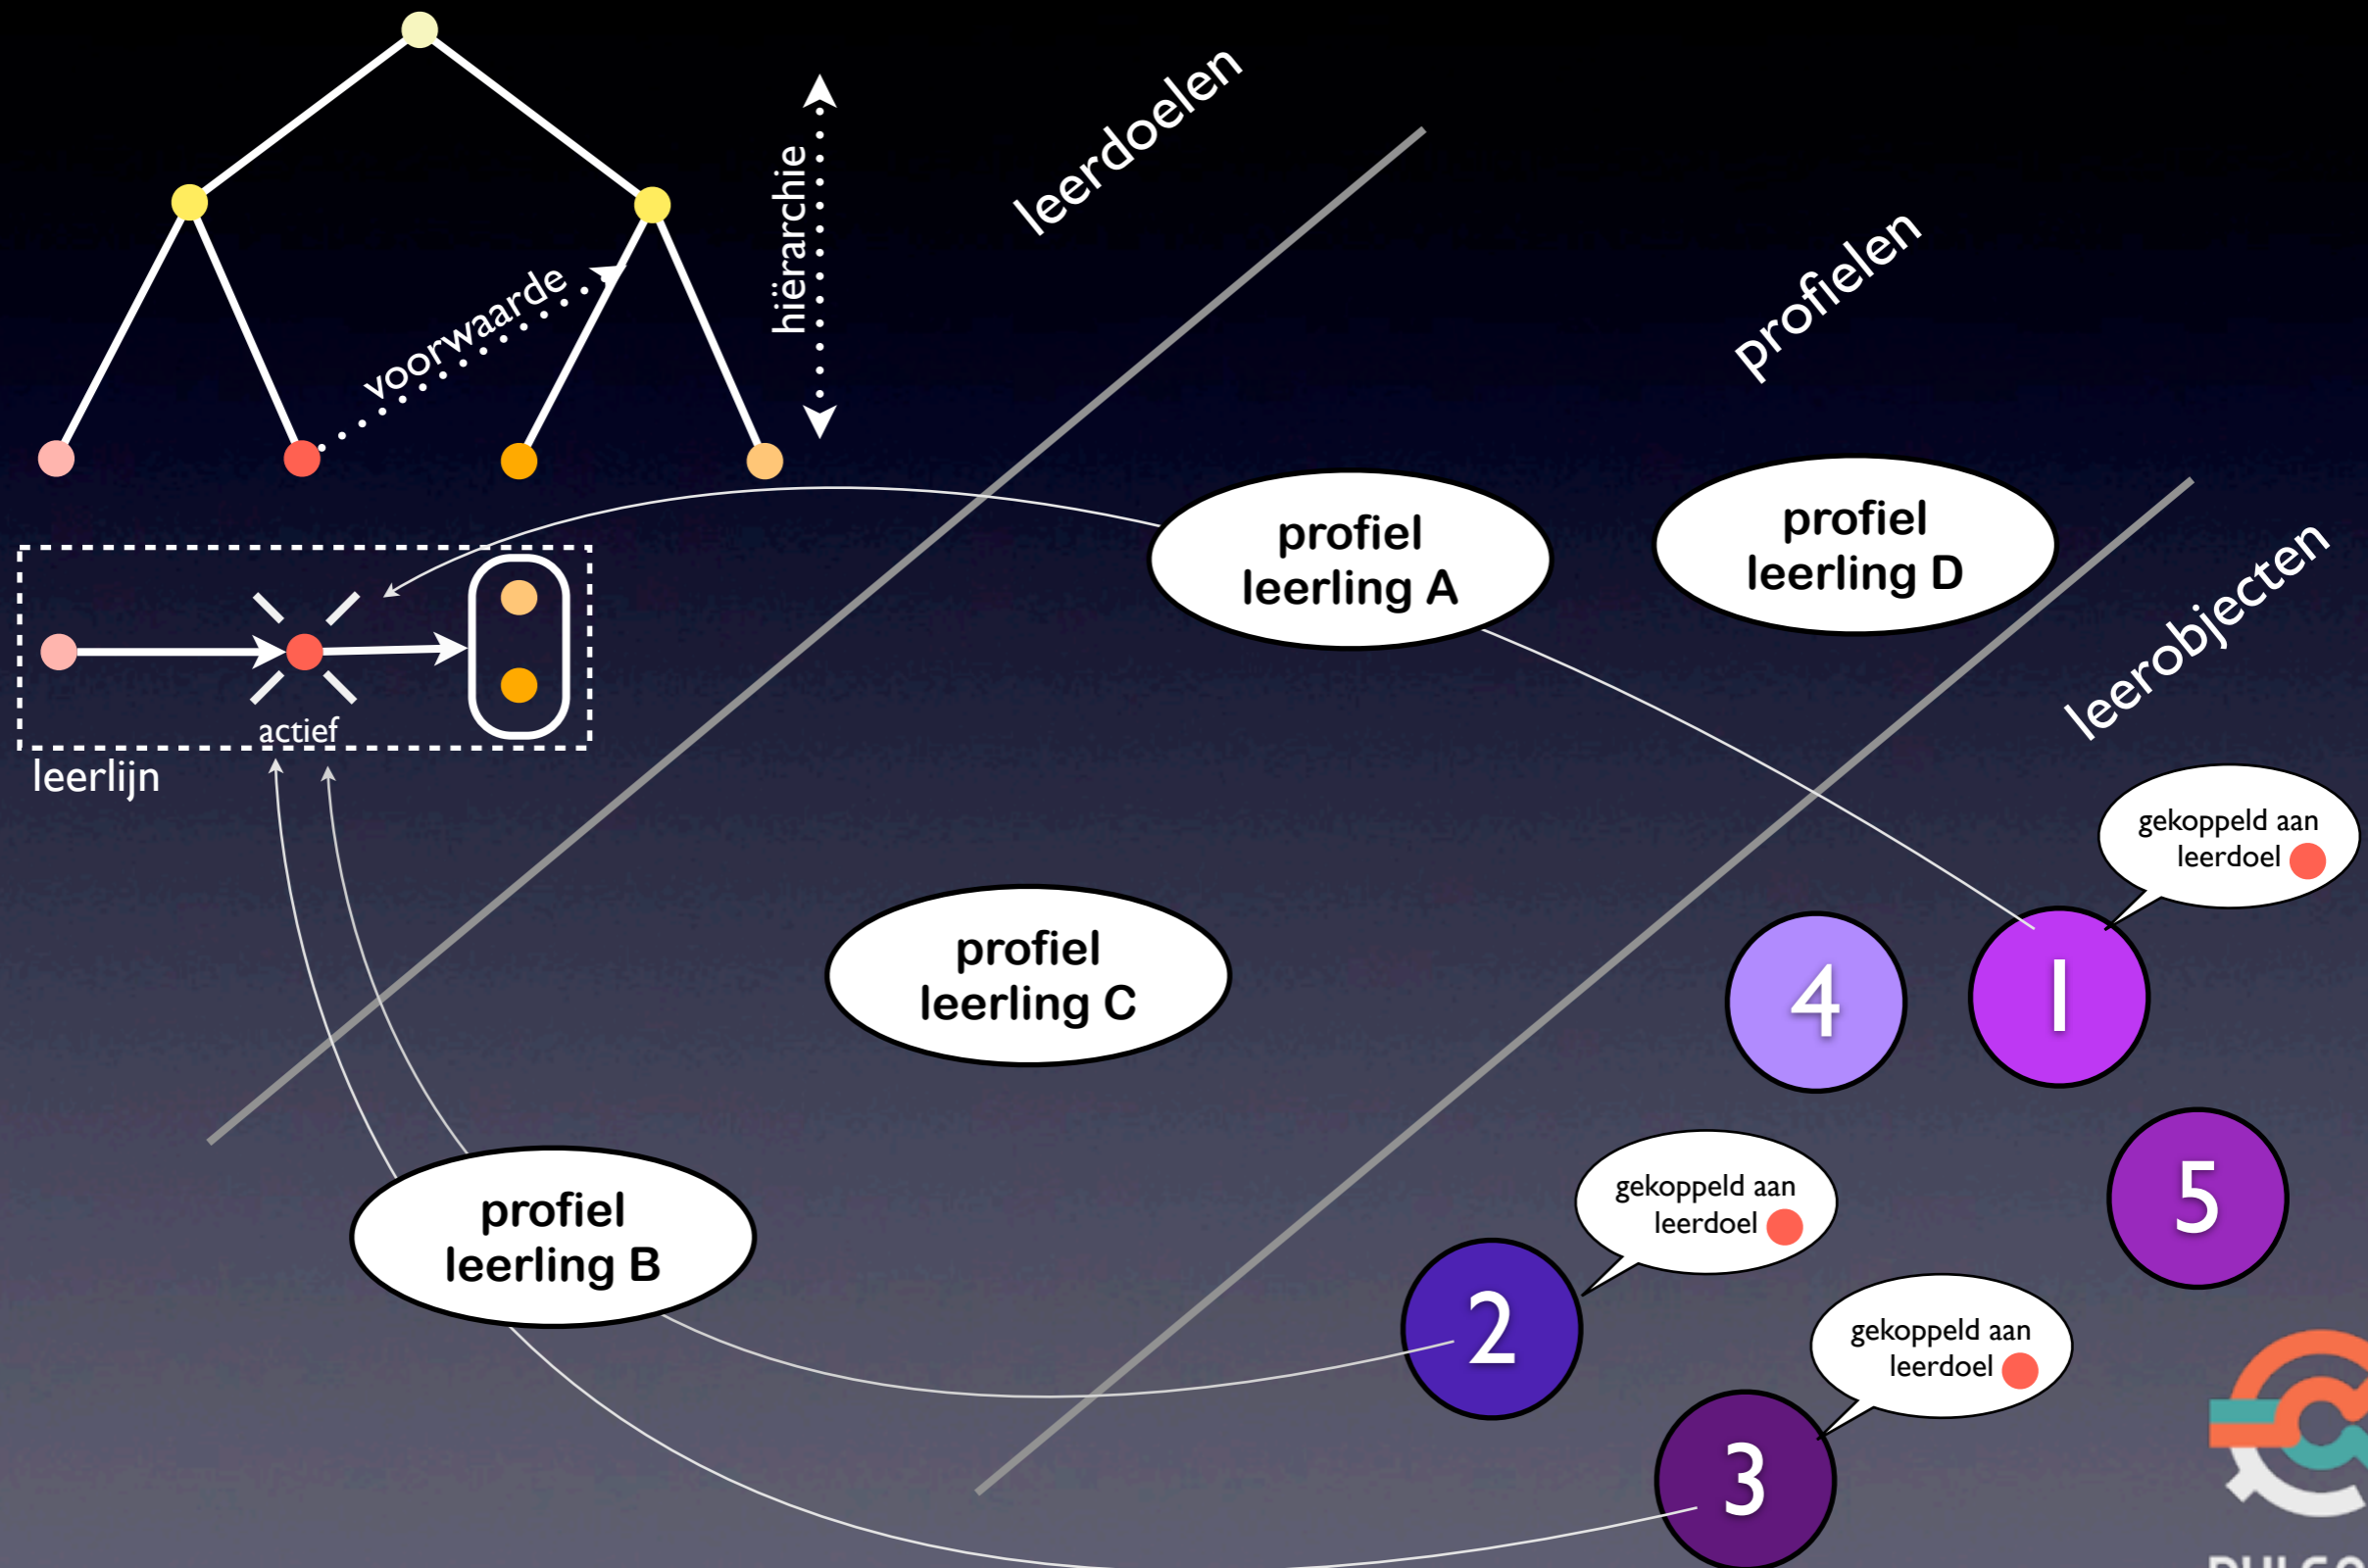 leerdoelen
hiërarchie
voorwaarde
profielen
profiel
leerling A
profiel
leerling D
leerobjecten
actief
leerlijn
gekoppeld aan
leerdoel
profiel
leerling C
4
1
5
gekoppeld aan
leerdoel
profiel
leerling B
2
gekoppeld aan
leerdoel
3